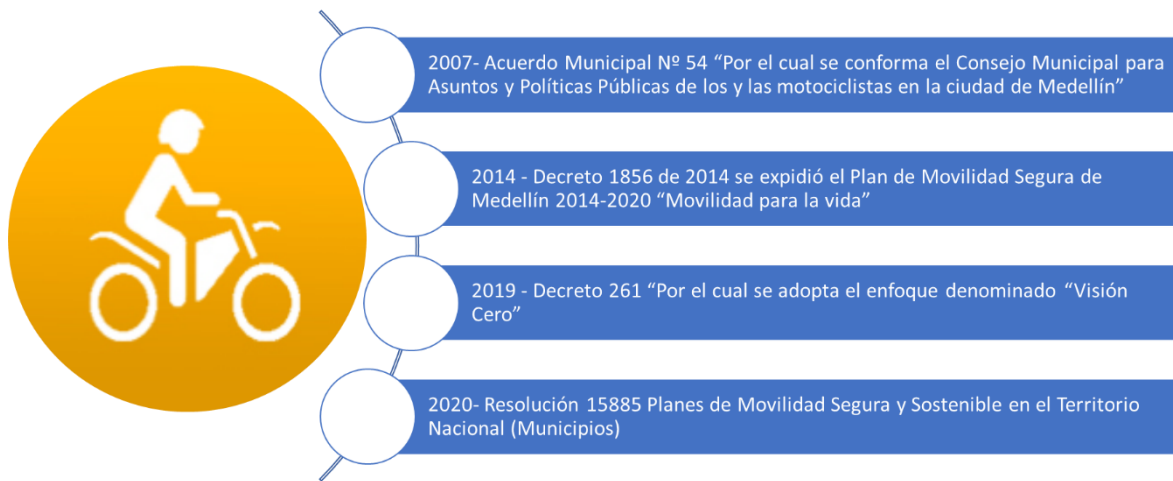 2007- Acuerdo Municipal Nº 54 “Por el cual se conforma el Consejo Municipal para
Asuntos y Políticas Públicas de los y las motociclistas en la ciudad de Medellín”
2014 - Decreto 1856 de 2014 se expidió el Plan de Movilidad Segura de
Medellín 2014-2020 “Movilidad para la vida”
2019 - Decreto 261 “Por el cual se adopta el enfoque denominado “Visión
Cero”
2020- Resolución 15885 Planes de Movilidad Segura y Sostenible en el Territorio
Nacional (Municipios)